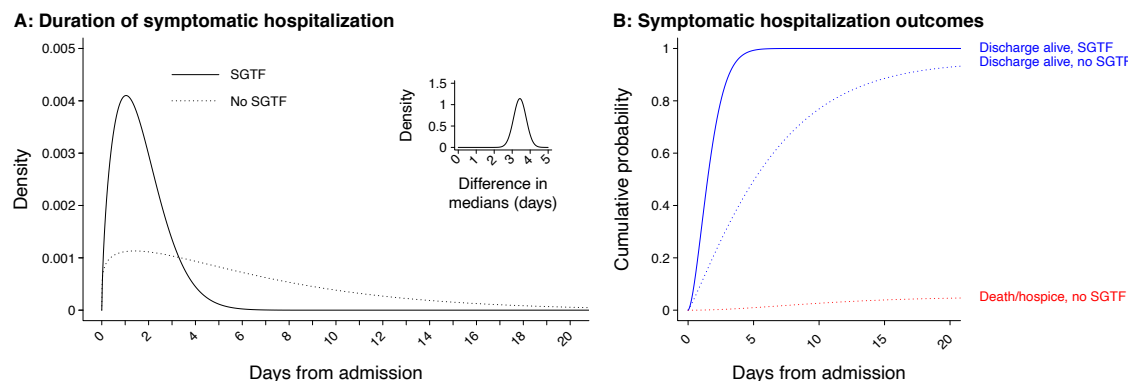 A: Duration of symptomatic hospitalization
0.005
0.004
0.003
0.002
0.001
0
Density
SGTF
No SGTF
0
2
4
6
8
10
12
14
16
18
20
Days from admission
1.5
1
0.5
0
Density
0
1
2
3
4
5
Difference in
medians (days)
B: Symptomatic hospitalization outcomes
1
0.8
0.6
0.4
0.2
0
Cumulative probability
0
5
10
15
20
Days from admission
Discharge alive, SGTF
Discharge alive, no SGTF
Death/hospice, no SGTF